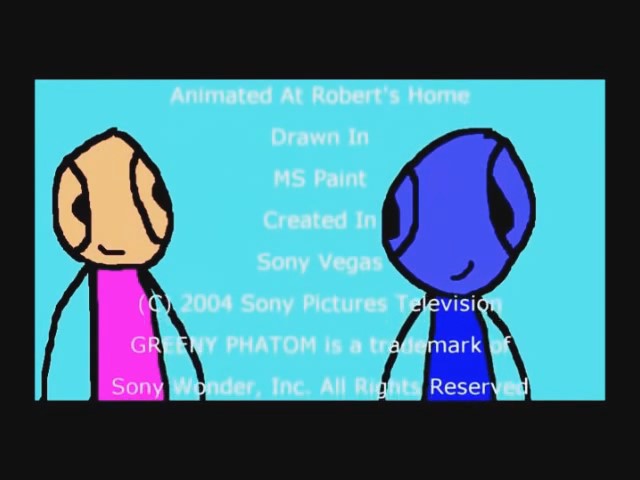 Animated At Robert's Home
Drawn In
MS Paint
Created In
Sony Vegas
(C) 2004 Sony Pictures Television
GREENY PHATOM is a trademark of
Sony Wonder, Inc. All Rights Reserved